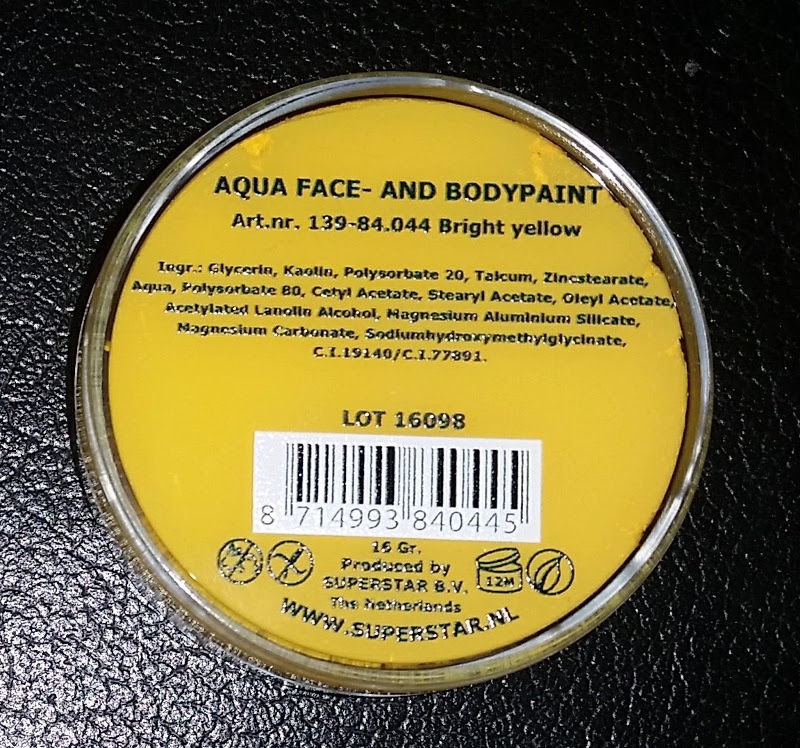 AQUA FACE- AND BODYPAINT
Art.nr. 139-84.044 Bright yellow
Ingr.: Glycerin, Kaolin, Polysorbate 20, Talcum, Zincstearate,
Aqua, Polysorbate 80, Cetyl Acetate, Stearyl Acetate, Oleyl Acetate,
Acetylated Lanolin Alcohol, Magnesium Aluminium Silicate,
Magnesium Carbonate, Sodiumhydroxymethylglycinate,
C.I.19140/C.I.77891.
LOT 16098
8 714993 840445
16 Gr.
Produced by
SUPERSTAR B.V.
12M
The Netherlands
WWW.SUPERSTAR.NL